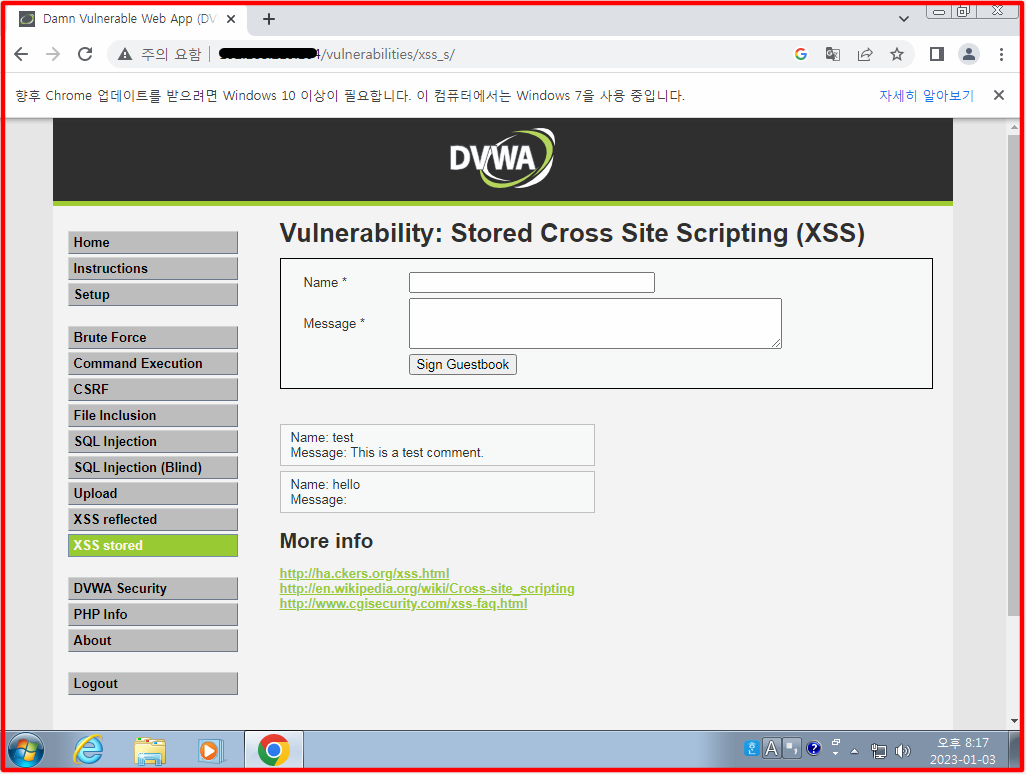 Damn Vulnerable Web App (DV
주의 요함
4/vulnerabilities/xss_s/
향후 Chrome 업데이트를 받으려면 Windows 10 이상이 필요합니다. 이 컴퓨터에서는 Windows 7을 사용 중입니다.
자세히 알아보기
DVWA
Home
Instructions
Setup
Brute Force
Command Execution
CSRF
File Inclusion
SQL Injection
SQL Injection (Blind)
Upload
XSS reflected
XSS stored
DVWA Security
PHP Info
About
Logout
Vulnerability: Stored Cross Site Scripting (XSS)
Name *
Message *
Sign Guestbook
Name: test
Message: This is a test comment.
Name: hello
Message:
More info
http://ha.ckers.org/xss.html
http://en.wikipedia.org/wiki/Cross-site_scripting
http://www.cgisecurity.com/xss-faq.html
A
오후 8:17
2023-01-03